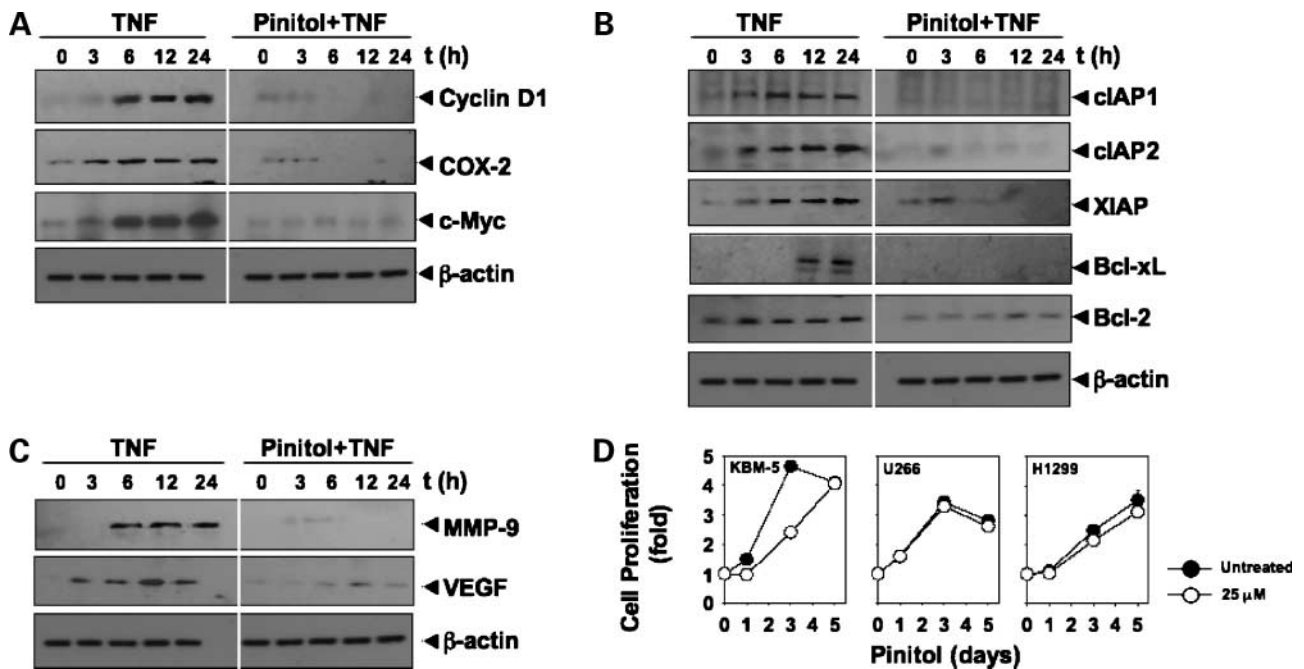 A
TNF Pinitol+TNF
0 3 6 12 24 0 3 6 12 24 t (h)
Cyclin D1
COX-2
c-Myc
β-actin
B
TNF Pinitol+TNF
0 3 6 12 24 0 3 6 12 24 t (h)
cIAP1
cIAP2
XIAP
Bcl-xL
Bcl-2
β-actin
C
TNF Pinitol+TNF
0 3 6 12 24 0 3 6 12 24 t (h)
MMP-9
VEGF
β-actin
D
Cell Proliferation
(fold)
5
4
3
2
1
0
KBM-5 U266 H1299
0 1 2 3 4 5 0 1 2 3 4 5 0 1 2 3 4 5
Pinitol (days)
Untreated
25 μM